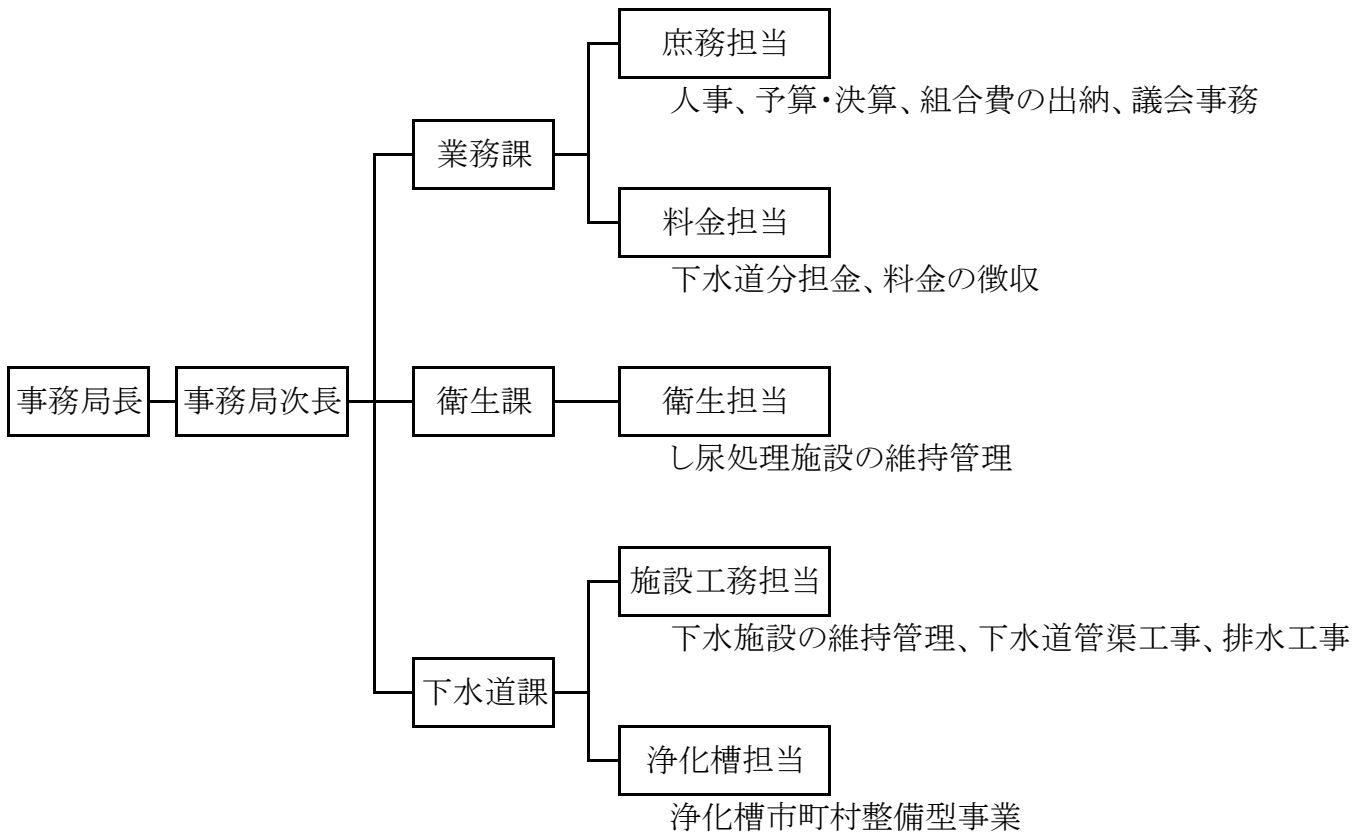 庶務担当
人事、予算・決算、組合費の出納、議会事務
業務課
料金担当
下水道分担金、料金の徴収
事務局長
事務局次長
衛生課
衛生担当
し尿処理施設の維持管理
施設工務担当
下水施設の維持管理、下水道管渠工事、排水工事
下水道課
浄化槽担当
浄化槽市町村整備型事業